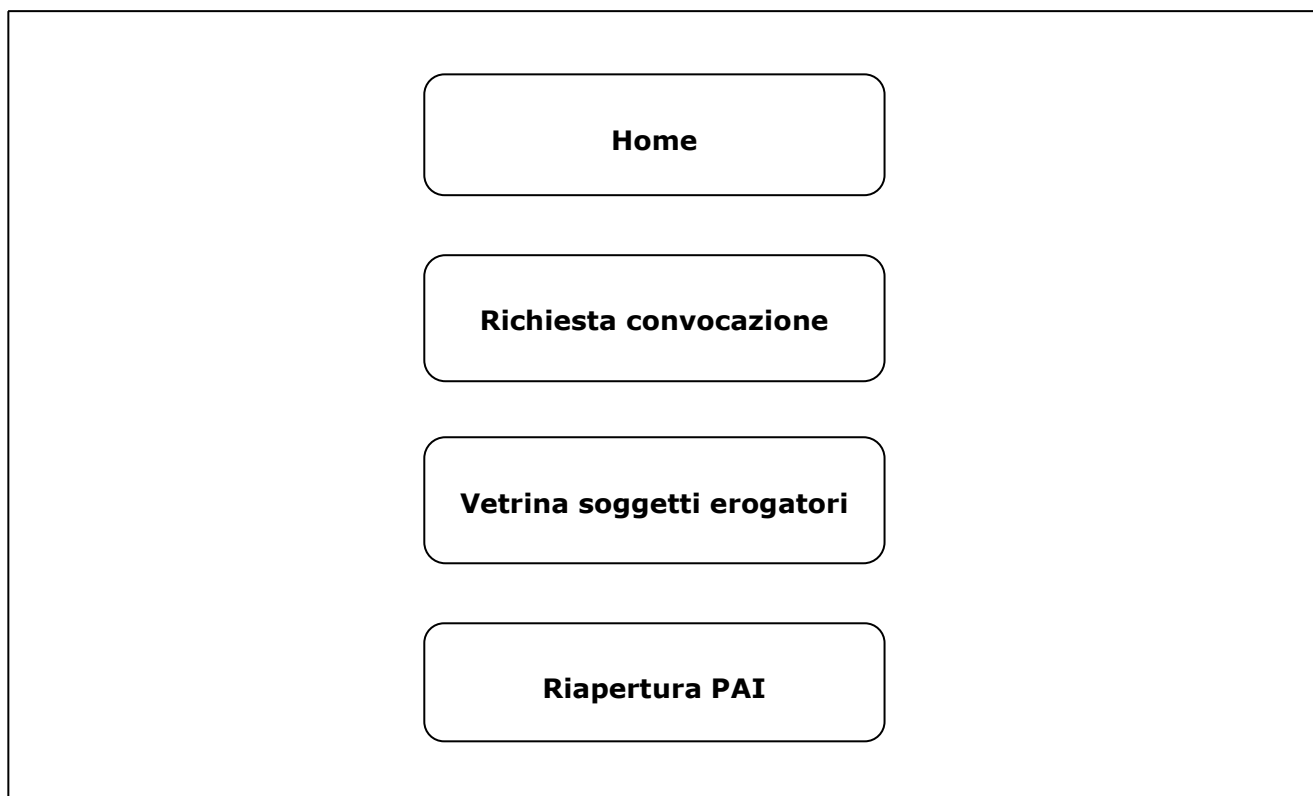 Home
Richiesta convocazione
Vetrina soggetti erogatori
Riapertura PAI